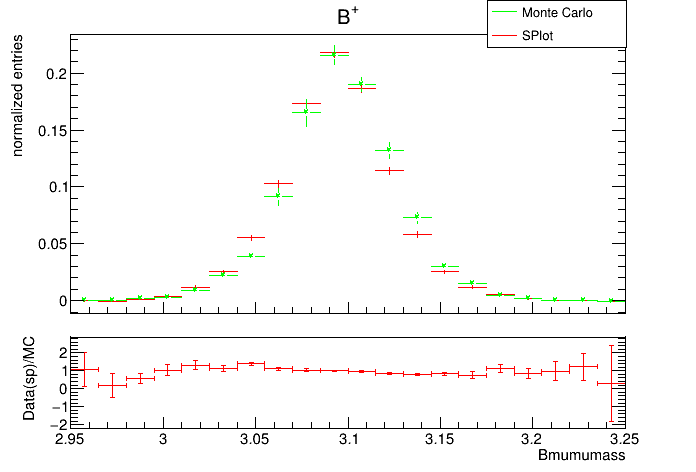 B+
Monte Carlo
SPlot
normalized entries
0.2
0.15
0.1
0.05
0
Data(sp)/MC
2
1
0
−1
−2
2.95 3 3.05 3.1 3.15 3.2 3.25
Bmumumass